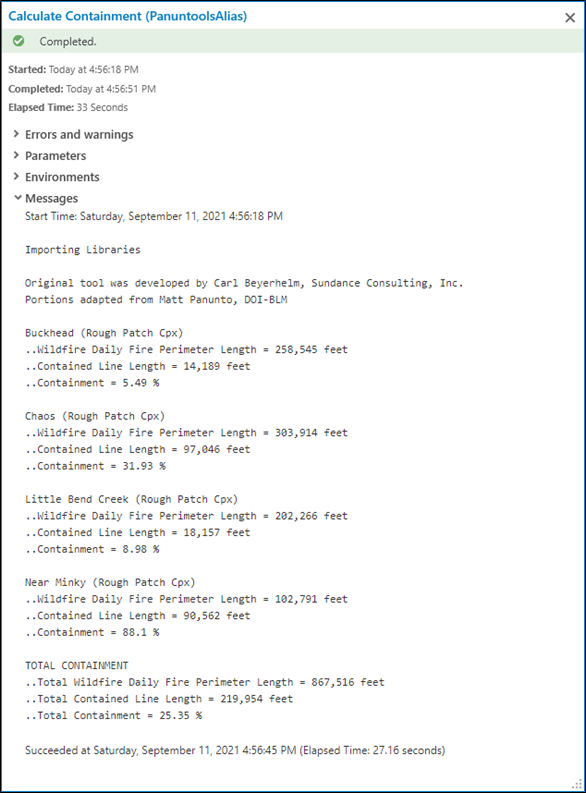 Calculate Containment (PanuntoolsAlias)
Completed.
Started: Today at 4:56:18 PM
Completed: Today at 4:56:51 PM
Elapsed Time: 33 Seconds
Errors and warnings
Parameters
Environments
Messages
Start Time: Saturday, September 11, 2021 4:56:18 PM
Importing Libraries
Original tool was developed by Carl Beyerhelm, Sundance Consulting, Inc.
Portions adapted from Matt Panunto, DOI-BLM
Buckhead (Rough Patch Cpx)
..Wildfire Daily Fire Perimeter Length = 258,545 feet
..Contained Line Length = 14,189 feet
..Containment = 5.49 %
Chaos (Rough Patch Cpx)
..Wildfire Daily Fire Perimeter Length = 303,914 feet
..Contained Line Length = 97,046 feet
..Containment = 31.93 %
Little Bend Creek (Rough Patch Cpx)
..Wildfire Daily Fire Perimeter Length = 202,266 feet
..Contained Line Length = 18,157 feet
..Containment = 8.98 %
Near Minky (Rough Patch Cpx)
..Wildfire Daily Fire Perimeter Length = 102,791 feet
..Contained Line Length = 90,562 feet
..Containment = 88.1 %
TOTAL CONTAINMENT
..Total Wildfire Daily Fire Perimeter Length = 867,516 feet
..Total Contained Line Length = 219,954 feet
..Total Containment = 25.35 %
Succeeded at Saturday, September 11, 2021 4:56:45 PM (Elapsed Time: 27.16 seconds)